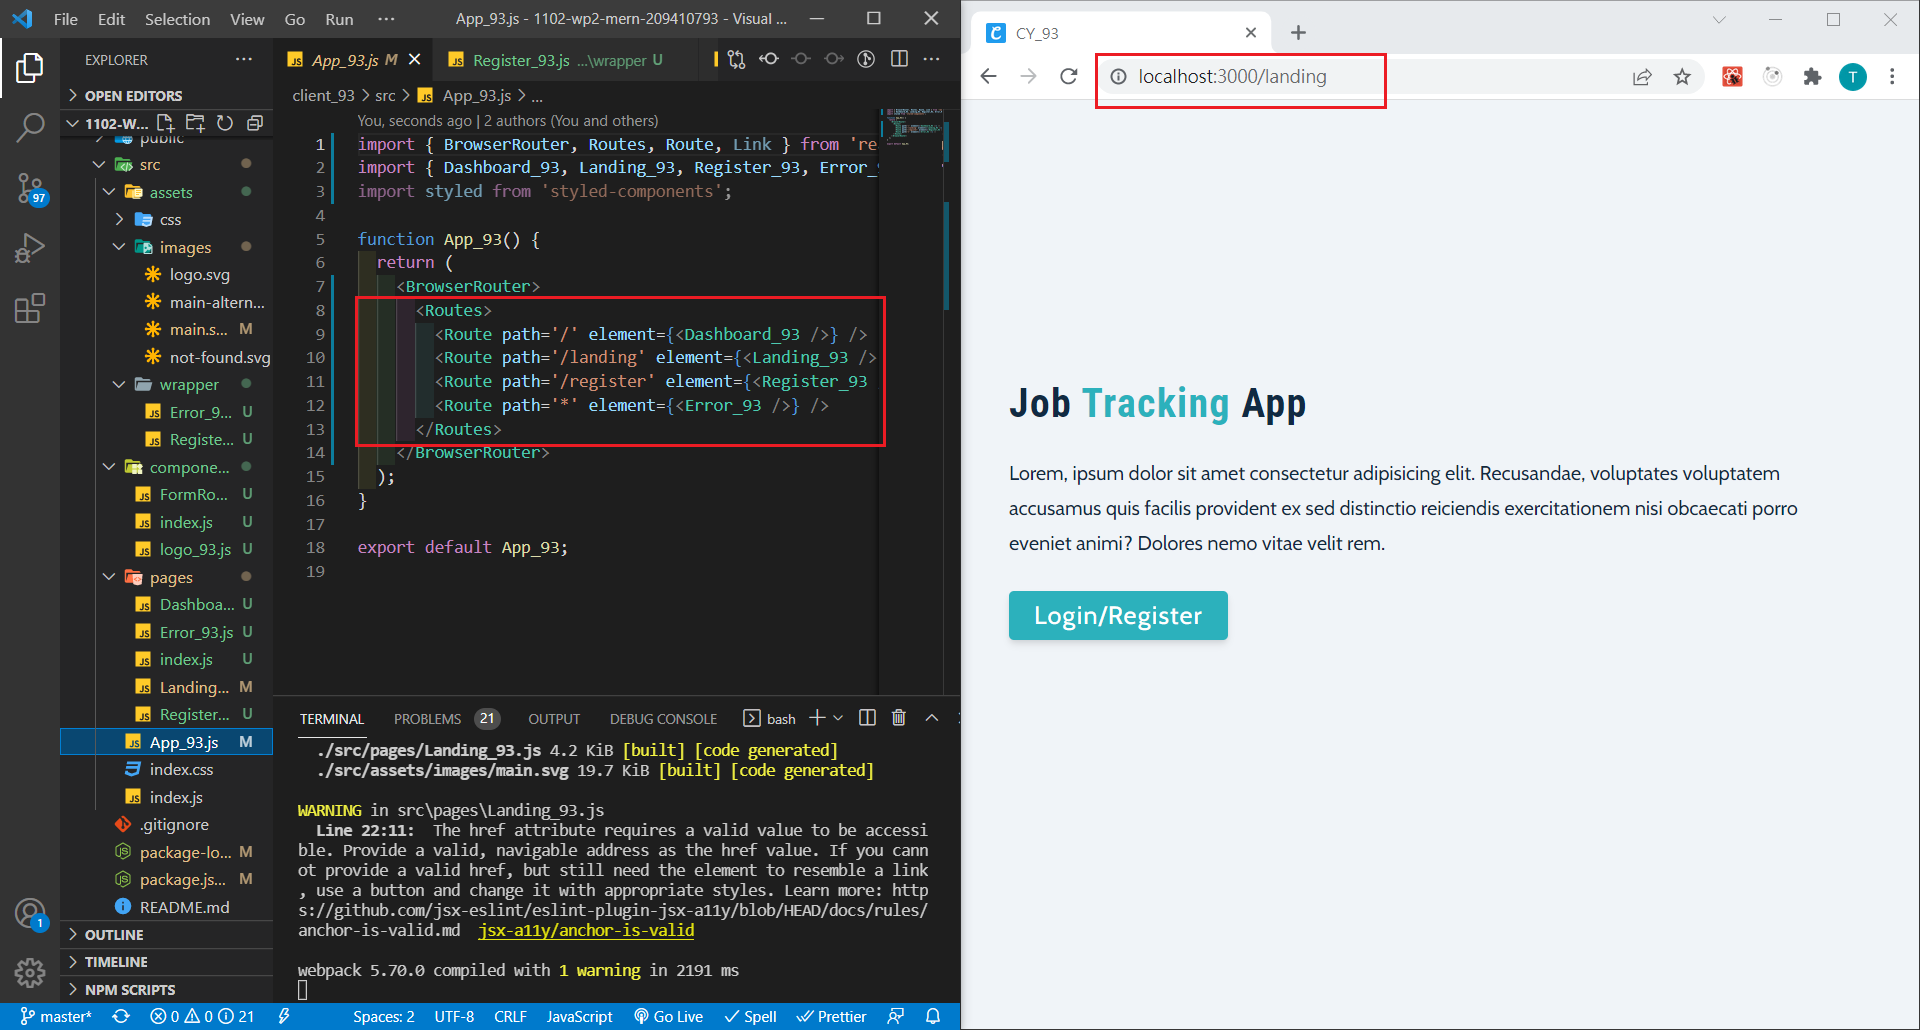 File Edit Selection View Go Run ··· App_93.js - 1102-wp2-mern-209410793 - Visual ...
EXPLORER ···
OPEN EDITORS
1102-W...
public
src
assets
css
images
logo.svg
main-altern...
main.s... M
not-found.svg
wrapper
Error_9... U
Registe... U
compone...
FormRo... U
index.js U
logo_93.js U
pages
Dashboa... U
Error_93.js U
index.js U
Landing... M
Register... U
App_93.js M
index.css
index.js
.gitignore
package-lo... M
package.js... M
README.md
OUTLINE
TIMELINE
NPM SCRIPTS
97
1
App_93.js M Register_93.js ...\wrapper U
client_93 > src > App_93.js > ...
You, seconds ago | 2 authors (You and others)
1 import { BrowserRouter, Routes, Route, Link } from 're
2 import { Dashboard_93, Landing_93, Register_93, Error_
3 import styled from 'styled-components';
4
5 function App_93() {
6 return (
7 <BrowserRouter>
8 <Routes>
9 <Route path='/' element={<Dashboard_93 />} />
10 <Route path='/landing' element={<Landing_93 />
11 <Route path='/register' element={<Register_93
12 <Route path='*' element={<Error_93 />} />
13 </Routes>
14 </BrowserRouter>
15 );
16 }
17
18 export default App_93;
19
TERMINAL PROBLEMS 21 OUTPUT DEBUG CONSOLE bash
./src/pages/Landing_93.js 4.2 KiB [built] [code generated]
./src/assets/images/main.svg 19.7 KiB [built] [code generated]
WARNING in src\pages\Landing_93.js
Line 22:11: The href attribute requires a valid value to be accessi
ble. Provide a valid, navigable address as the href value. If you cann
ot provide a valid href, but still need the element to resemble a link
, use a button and change it with appropriate styles. Learn more: http
s://github.com/jsx-eslint/eslint-plugin-jsx-a11y/blob/HEAD/docs/rules/
anchor-is-valid.md jsx-a11y/anchor-is-valid
webpack 5.70.0 compiled with 1 warning in 2191 ms
master* 0 0 21 Spaces: 2 UTF-8 CRLF JavaScript Go Live Spell Prettier
CY_93
localhost:3000/landing
T
Job Tracking App
Lorem, ipsum dolor sit amet consectetur adipisicing elit. Recusandae, voluptates voluptatem
accusamus quis facilis provident ex sed distinctio reiciendis exercitationem nisi obcaecati porro
eveniet animi? Dolores nemo vitae velit rem.
Login/Register